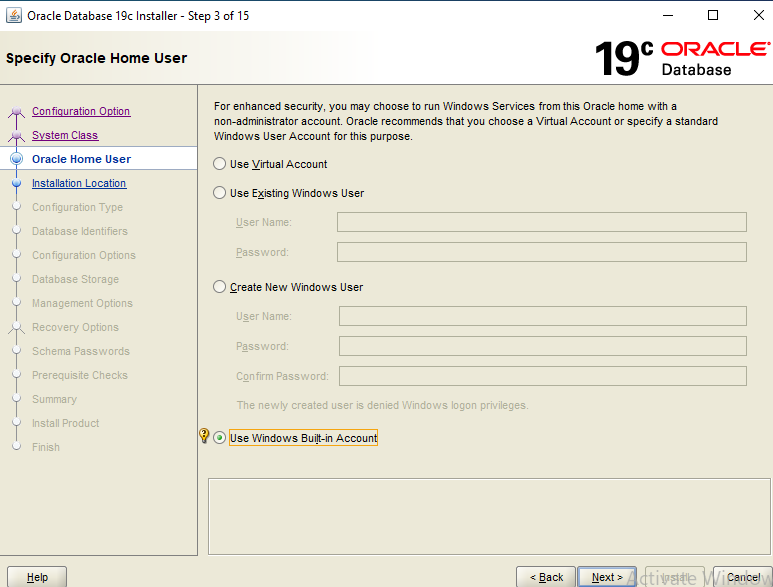 Oracle Database 19c Installer - Step 3 of 15
Specify Oracle Home User
19c ORACLE
Database
Configuration Option
System Class
Oracle Home User
Installation Location
Configuration Type
Database Identifiers
Configuration Options
Database Storage
Management Options
Recovery Options
Schema Passwords
Prerequisite Checks
Summary
Install Product
Finish
For enhanced security, you may choose to run Windows Services from this Oracle home with a
non-administrator account. Oracle recommends that you choose a Virtual Account or specify a standard
Windows User Account for this purpose.
Use Virtual Account
Use Existing Windows User
User Name:
Password:
Create New Windows User
User Name:
Password:
Confirm Password:
The newly created user is denied Windows logon privileges.
Use Windows Built-in Account
Help
< Back
Next >
Install
Cancel
Activate Window